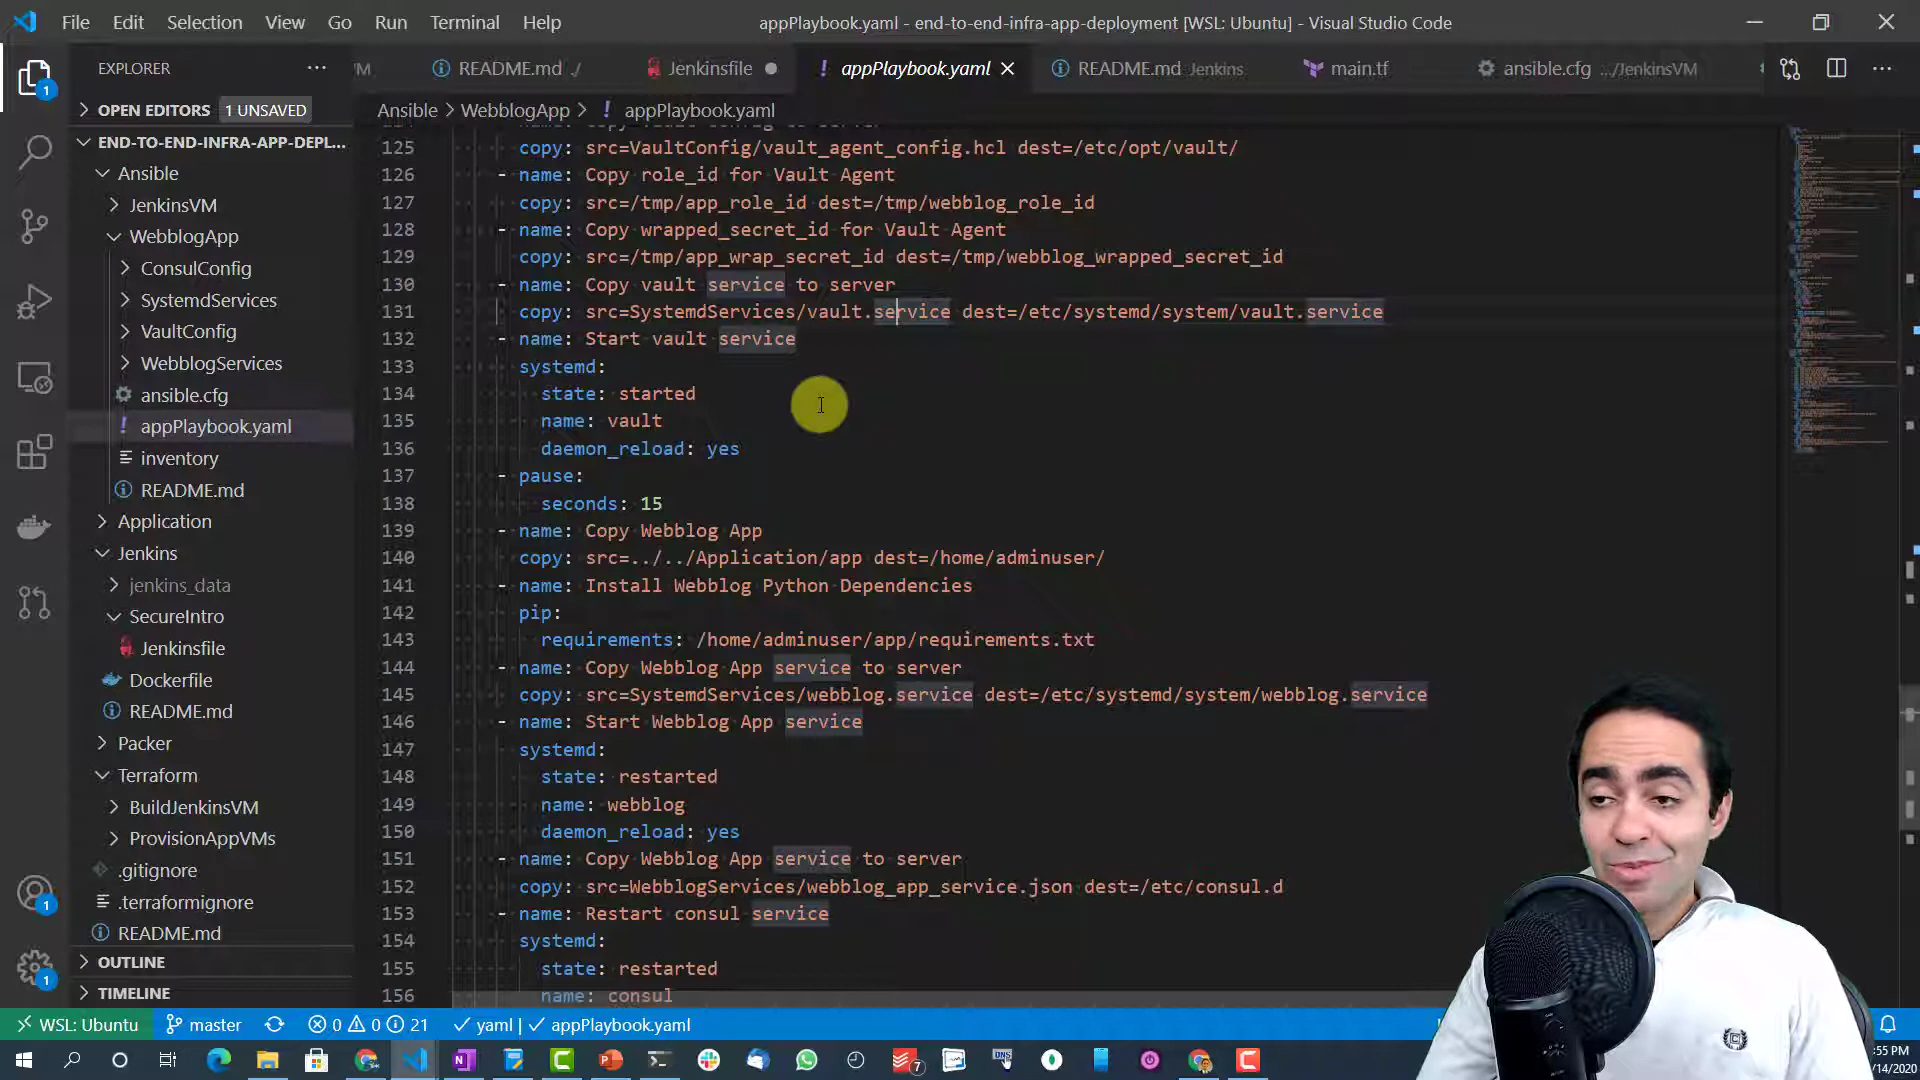 File Edit Selection View Go Run Terminal Help
appPlaybook.yaml - end-to-end-infra-app-deployment [WSL: Ubuntu] - Visual Studio Code
EXPLORER
README.md ./
Jenkinsfile
! appPlaybook.yaml
README.md Jenkins
main.tf
ansible.cfg .../JenkinsVM
OPEN EDITORS 1 UNSAVED
Ansible > WebblogApp > ! appPlaybook.yaml
END-TO-END-INFRA-APP-DEPL...
Ansible
JenkinsVM
WebblogApp
ConsulConfig
SystemdServices
VaultConfig
WebblogServices
ansible.cfg
! appPlaybook.yaml
inventory
README.md
Application
Jenkins
jenkins_data
SecureIntro
Jenkinsfile
Dockerfile
README.md
Packer
Terraform
BuildJenkinsVM
ProvisionAppVMs
.gitignore
.terraformignore
README.md
OUTLINE
TIMELINE
125 copy: src=VaultConfig/vault_agent_config.hcl dest=/etc/opt/vault/
126 - name: Copy role_id for Vault Agent
127 copy: src=/tmp/app_role_id dest=/tmp/webblog_role_id
128 - name: Copy wrapped_secret_id for Vault Agent
129 copy: src=/tmp/app_wrap_secret_id dest=/tmp/webblog_wrapped_secret_id
130 - name: Copy vault service to server
131 copy: src=SystemdServices/vault.service dest=/etc/systemd/system/vault.service
132 - name: Start vault service
133 systemd:
134 state: started
135 name: vault
136 daemon_reload: yes
137 - pause:
138 seconds: 15
139 - name: Copy Webblog App
140 copy: src=../../Application/app dest=/home/adminuser/
141 - name: Install Webblog Python Dependencies
142 pip:
143 requirements: /home/adminuser/app/requirements.txt
144 - name: Copy Webblog App service to server
145 copy: src=SystemdServices/webblog.service dest=/etc/systemd/system/webblog.service
146 - name: Start Webblog App service
147 systemd:
148 state: restarted
149 name: webblog
150 daemon_reload: yes
151 - name: Copy Webblog App service to server
152 copy: src=WebblogServices/webblog_app_service.json dest=/etc/consul.d
153 - name: Restart consul service
154 systemd:
155 state: restarted
156 name: consul
WSL: Ubuntu master 0 0 21 yaml | appPlaybook.yaml
:55 PM
/14/2020